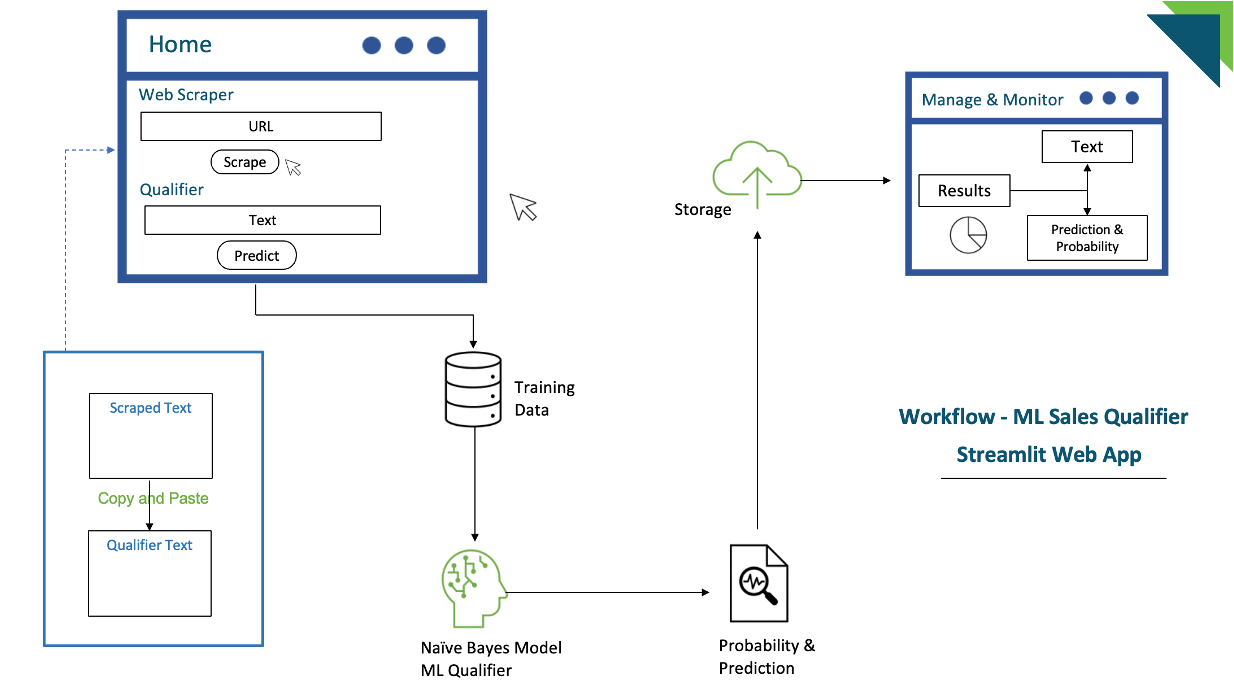 Home
Web Scraper
URL
Scrape
Qualifier
Text
Predict
Manage & Monitor
Text
Results
Prediction &
Probability
Storage
Training
Data
Scraped Text
Copy and Paste
Qualifier Text
Workflow - ML Sales Qualifier
Streamlit Web App
Naïve Bayes Model
ML Qualifier
Probability &
Prediction